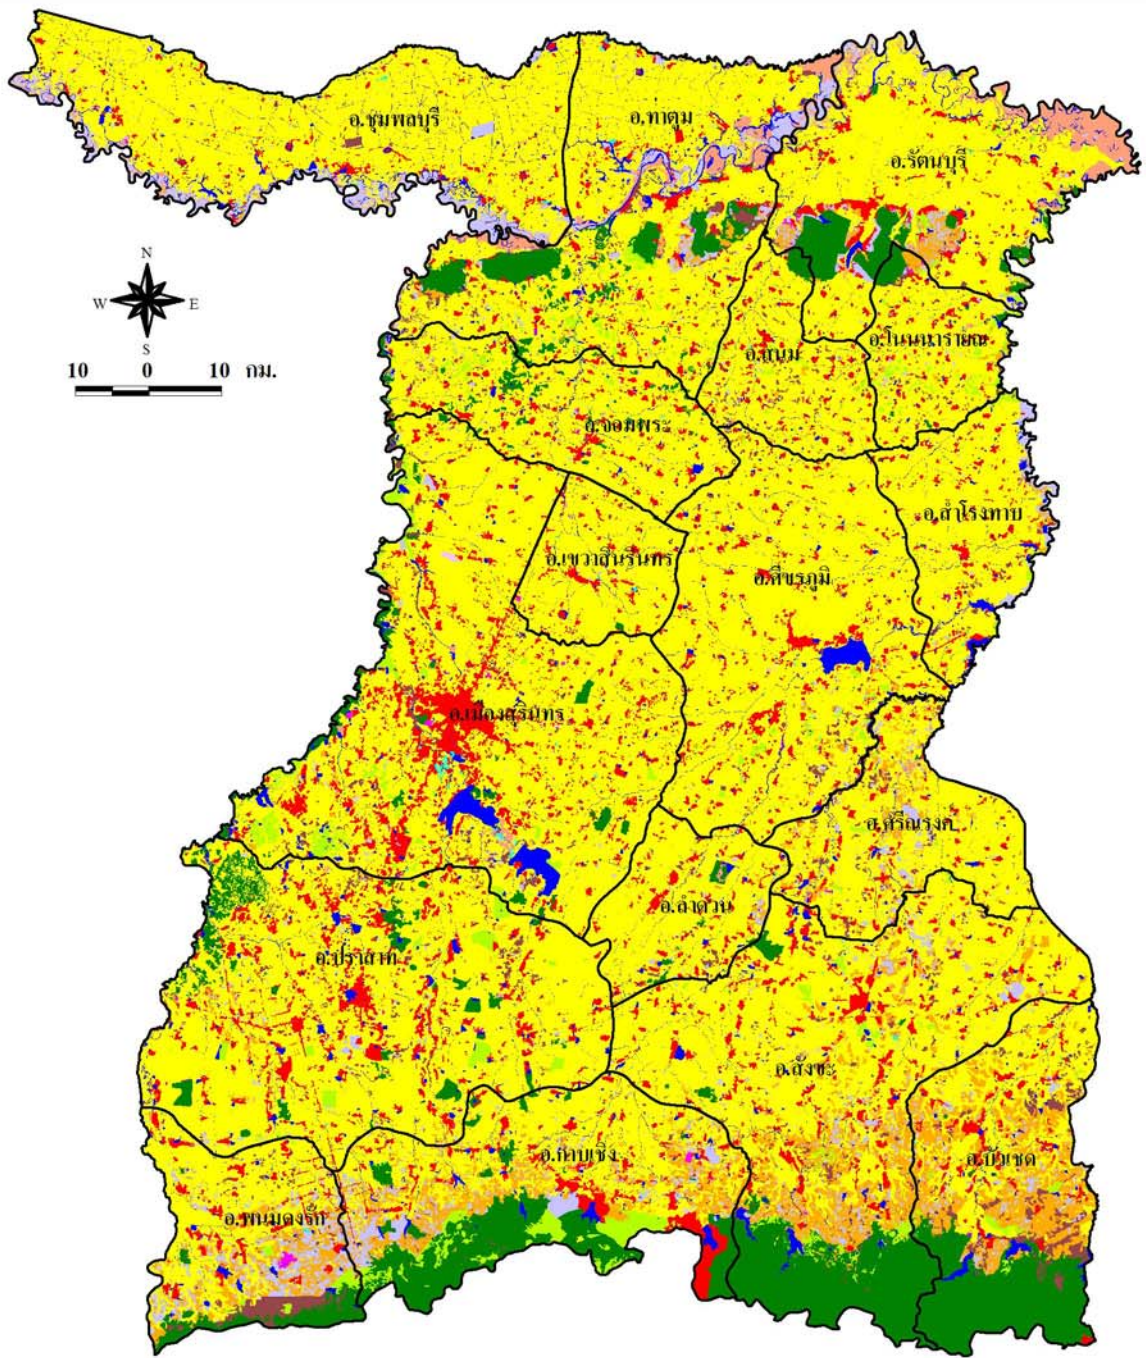 อ.ชุมพลบุรี
อ.ท่าตูม
อ.รัตนบุรี
N
W E
S
10 0 10 กม.
อ.สนม
อ.โนนนารายณ์
อ.จอมพระ
อ.สำโรงทาบ
อ.เขวาสินรินทร์
อ.ศีขรภูมิ
อ.เมืองสุรินทร์
อ.ศรีณรงค์
อ.ลำดวน
อ.ปราสาท
อ.สังขะ
อ.กาบเชิง
อ.บัวเชด
อ.พนมดงรัก